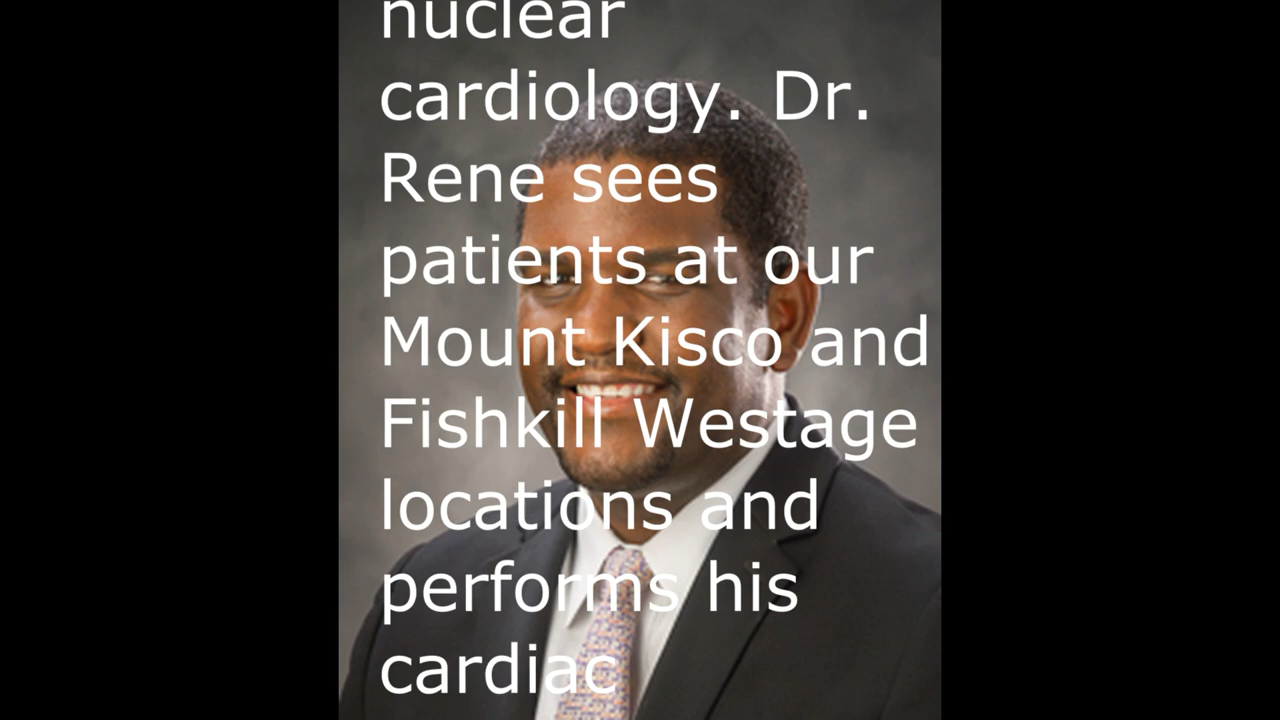 nuclear
cardiology. Dr.
Rene sees
patients at our
Mount Kisco and
Fishkill Westage
locations and
performs his
cardiac